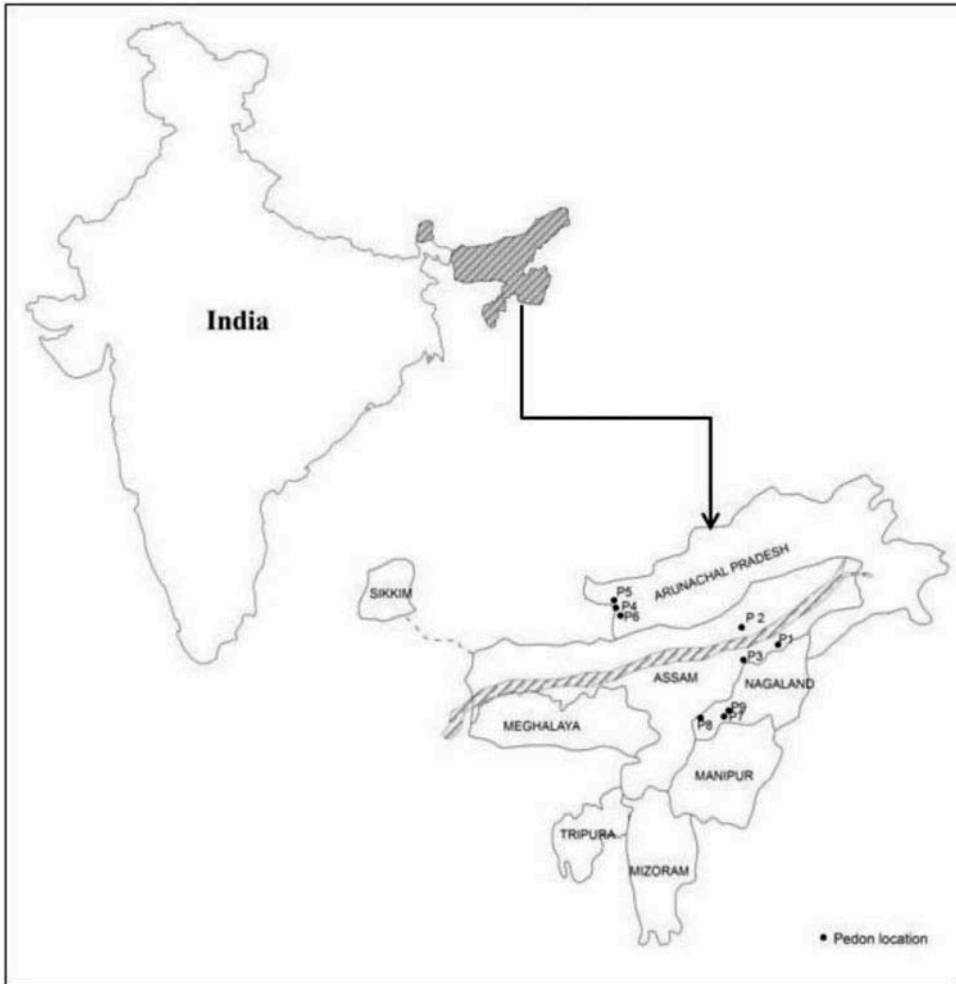 India
ARUNACHAL PRADESH
SIKKIM
P5
P4
P6
P 2
P1
P3
ASSAM
NAGALAND
P9
P7
P8
MEGHALAYA
MANIPUR
TRIPURA
MIZORAM
Pedon location